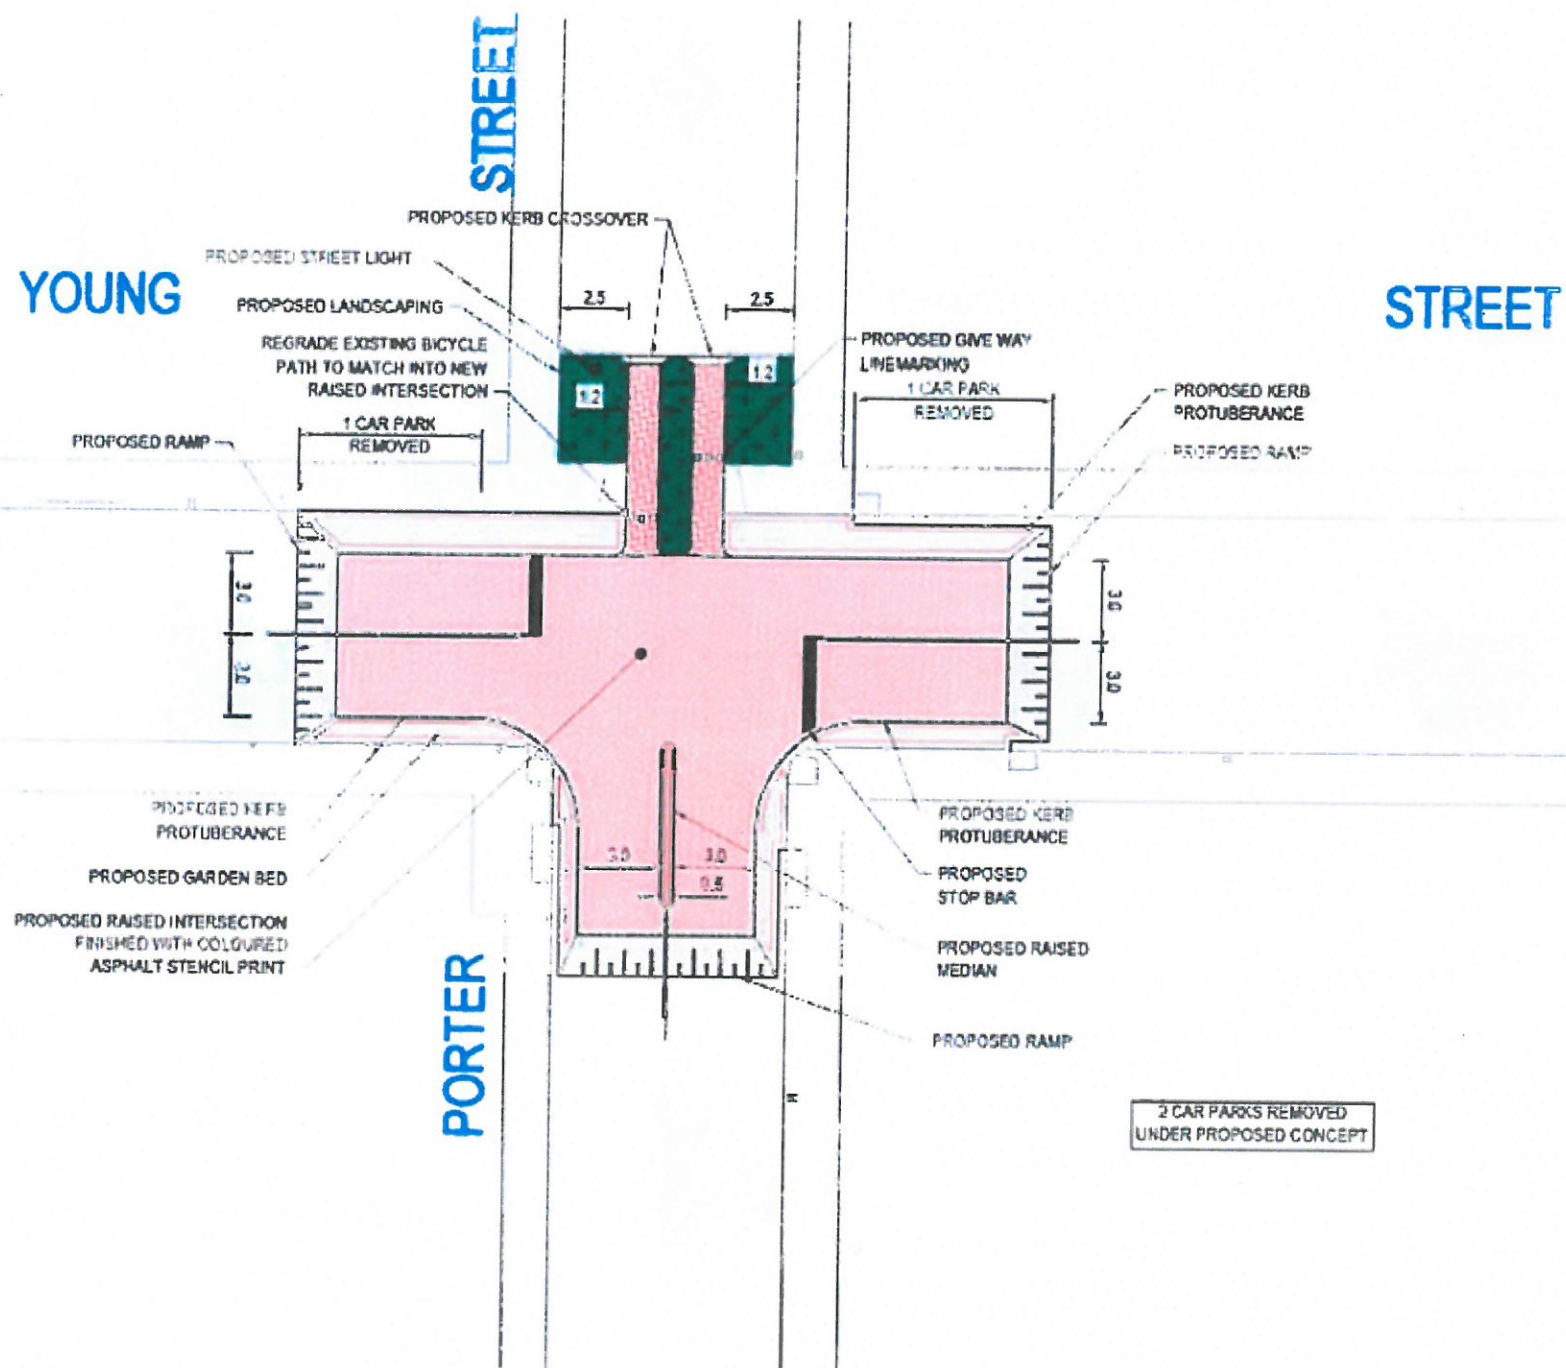 STREET
PROPOSED KERB CROSSOVER
PROPOSED STREET LIGHT
YOUNG
STREET
PROPOSED LANDSCAPING
2.5
2.5
REGRADE EXISTING BICYCLE
PATH TO MATCH INTO NEW
RAISED INTERSECTION
PROPOSED GIVE WAY
LINEMARKING
1.2
1.2
1 CAR PARK
REMOVED
1 CAR PARK
REMOVED
PROPOSED KERB
PROTUBERANCE
PROPOSED RAMP
PROPOSED RAMP
3.0
3.0
3.0
3.0
PROPOSED KERB
PROTUBERANCE
PROPOSED KERB
PROTUBERANCE
PROPOSED GARDEN BED
3.0
3.0
0.5
PROPOSED
STOP BAR
PROPOSED RAISED INTERSECTION
FINISHED WITH COLOURED
ASPHALT STENCIL PRINT
PROPOSED RAISED
MEDIAN
PORTER
PROPOSED RAMP
2 CAR PARKS REMOVED
UNDER PROPOSED CONCEPT